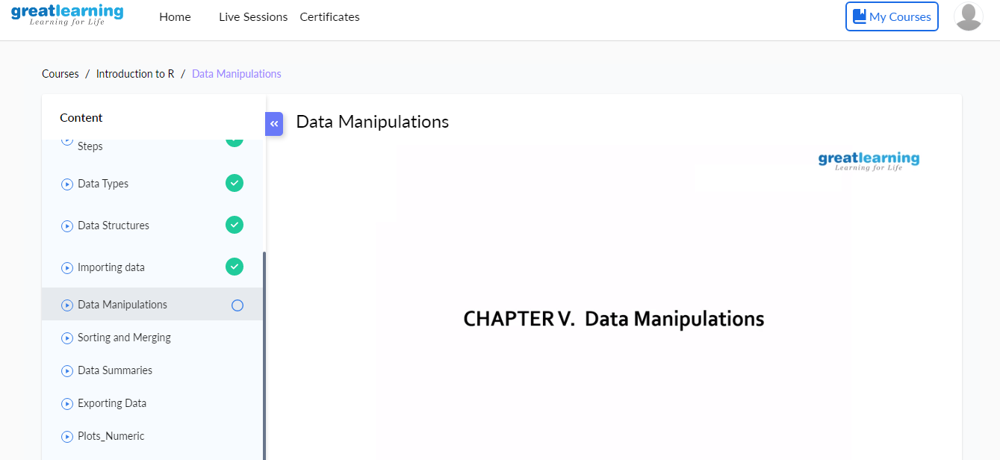 greatlearning
Learning for Life
Home
Live Sessions
Certificates
My Courses
Courses / Introduction to R / Data Manipulations
Content
Steps
Data Types
Data Structures
Importing data
Data Manipulations
Sorting and Merging
Data Summaries
Exporting Data
Plots_Numeric
Data Manipulations
greatlearning
Learning for Life
CHAPTER V. Data Manipulations